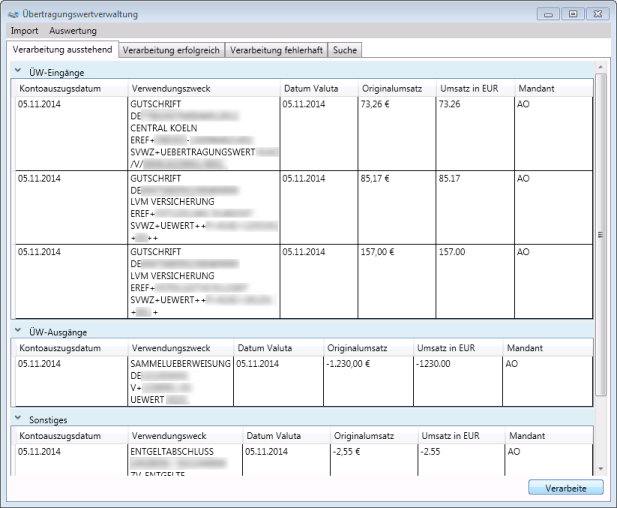 Übertragungswertverwaltung
Import Auswertung
Verarbeitung ausstehend Verarbeitung erfolgreich Verarbeitung fehlerhaft Suche
ÜW-Eingänge
Kontoauszugsdatum Verwendungszweck Datum Valuta Originalumsatz Umsatz in EUR Mandant
05.11.2014 GUTSCHRIFT 05.11.2014 73,26 € 73.26 AO
DE
CENTRAL KOELN
EREF+
SVWZ+UEBERTRAGUNGSWERT
/V/
05.11.2014 GUTSCHRIFT 05.11.2014 85,17 € 85.17 AO
DE
LVM VERSICHERUNG
EREF+
SVWZ+UEWERT++
+ ++
05.11.2014 GUTSCHRIFT 05.11.2014 157,00 € 157.00 AO
DE
LVM VERSICHERUNG
EREF+
SVWZ+UEWERT++
+ +
ÜW-Ausgänge
Kontoauszugsdatum Verwendungszweck Datum Valuta Originalumsatz Umsatz in EUR Mandant
05.11.2014 SAMMELUEBERWEISUNG 05.11.2014 -1.230,00 € -1230.00 AO
DE
V+
UEWERT
Sonstiges
Kontoauszugsdatum Verwendungsweck Datum Valuta Originalumsatz Umsatz in EUR Mandant
05.11.2014 ENTGELTABSCHLUSS 05.11.2014 -2,55 € -2.55 AO
ZV-ENTGELTE
Verarbeite